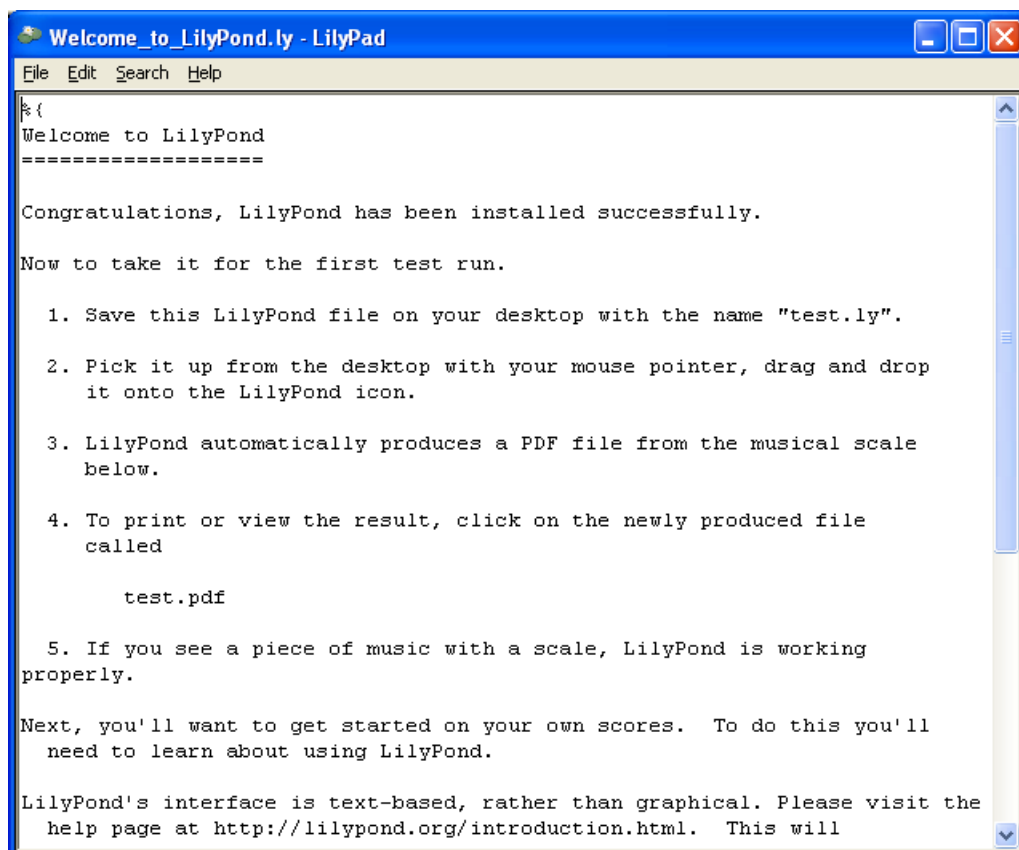 Welcome_to_LilyPond.ly - LilyPad
File Edit Search Help
%{
Welcome to LilyPond
===================
Congratulations, LilyPond has been installed successfully.
Now to take it for the first test run.
1. Save this LilyPond file on your desktop with the name "test.ly".
2. Pick it up from the desktop with your mouse pointer, drag and drop
it onto the LilyPond icon.
3. LilyPond automatically produces a PDF file from the musical scale
below.
4. To print or view the result, click on the newly produced file
called
test.pdf
5. If you see a piece of music with a scale, LilyPond is working
properly.
Next, you'll want to get started on your own scores.  To do this you'll
need to learn about using LilyPond.
LilyPond's interface is text-based, rather than graphical. Please visit the
help page at http://lilypond.org/introduction.html.  This will